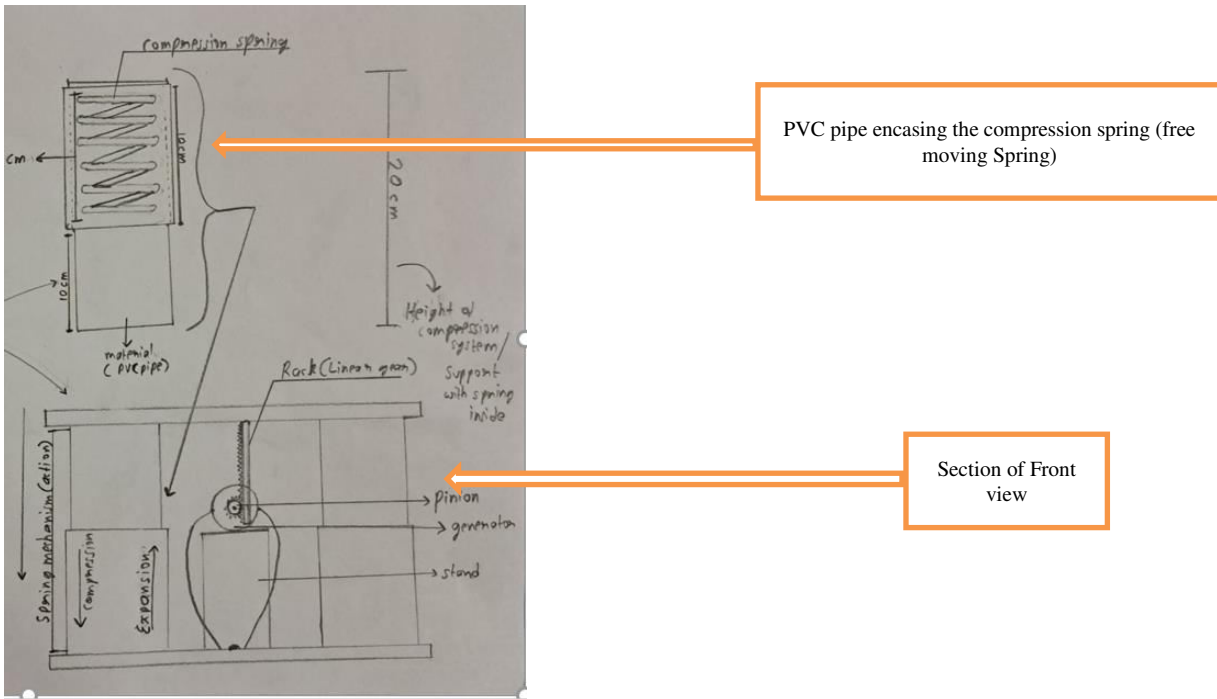 compression spring
PVC pipe encasing the compression spring (free
moving Spring)
cm
10cm
20cm
10cm
material
(PVC pipe)
Height of
compression
system/
Support
with spring
inside
Rack(Linear gear)
Spring mechanism(action)
compression
Expansion
pinion
generator
stand
Section of Front
view